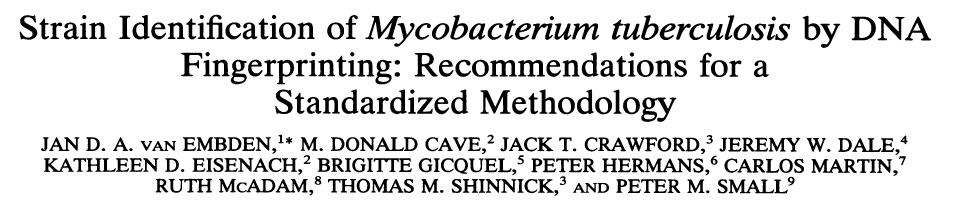 Strain Identification of Mycobacterium tuberculosis by DNA
Fingerprinting: Recommendations for a
Standardized Methodology
JAN D. A. VAN EMBDEN,¹* M. DONALD CAVE,² JACK T. CRAWFORD,³ JEREMY W. DALE,⁴
KATHLEEN D. EISENACH,² BRIGITTE GICQUEL,⁵ PETER HERMANS,⁶ CARLOS MARTIN,⁷
RUTH McADAM,⁸ THOMAS M. SHINNICK,³ AND PETER M. SMALL⁹